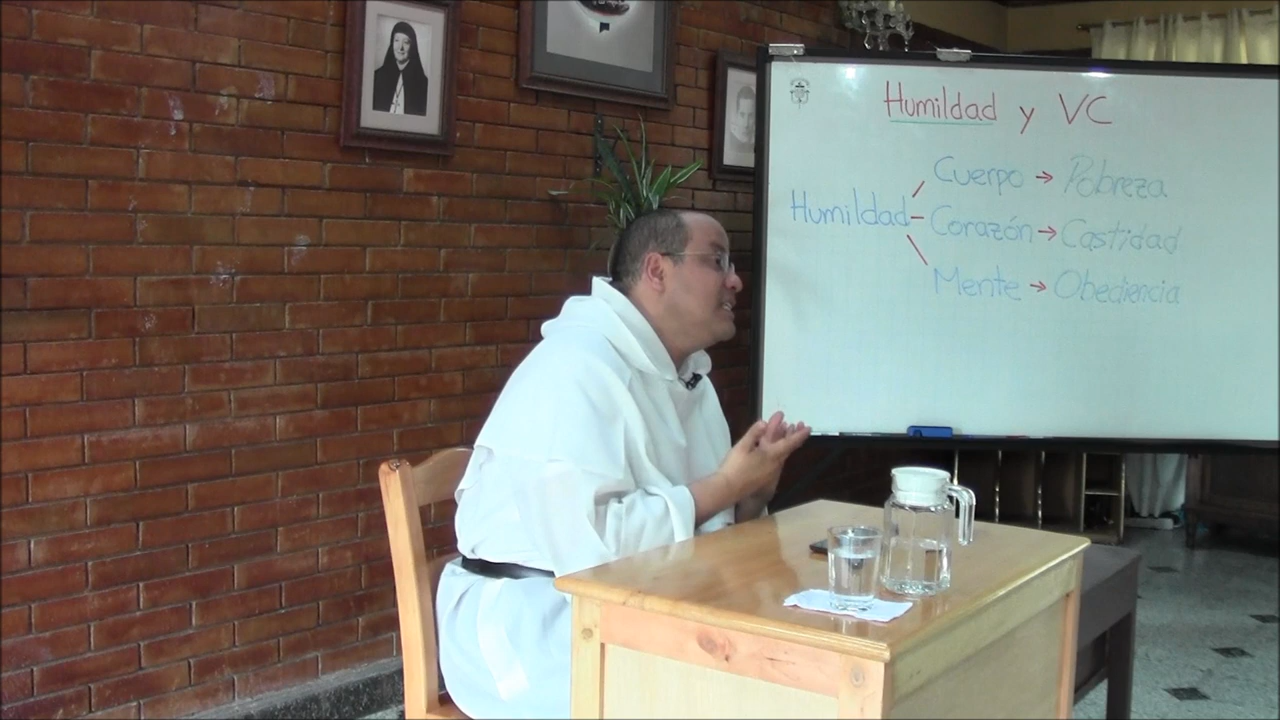 Humildad y VC
Cuerpo → Pobreza
Humildad Corazón → Castidad
Mente → Obediencia